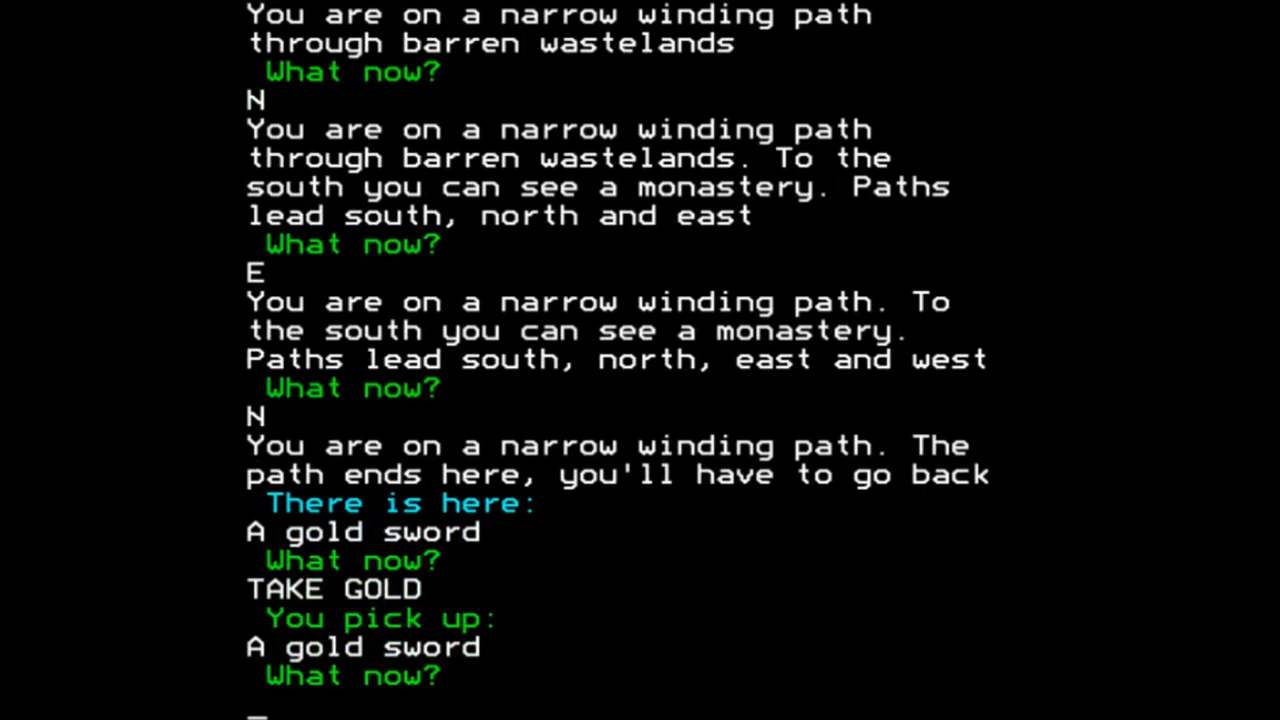 You are on a narrow winding path
through barren wastelands
What now?
N
You are on a narrow winding path
through barren wastelands. To the
south you can see a monastery. Paths
lead south, north and east
What now?
E
You are on a narrow winding path. To
the south you can see a monastery.
Paths lead south, north, east and west
What now?
N
You are on a narrow winding path. The
path ends here, you'll have to go back
There is here:
A gold sword
What now?
TAKE GOLD
You pick up:
A gold sword
What now?